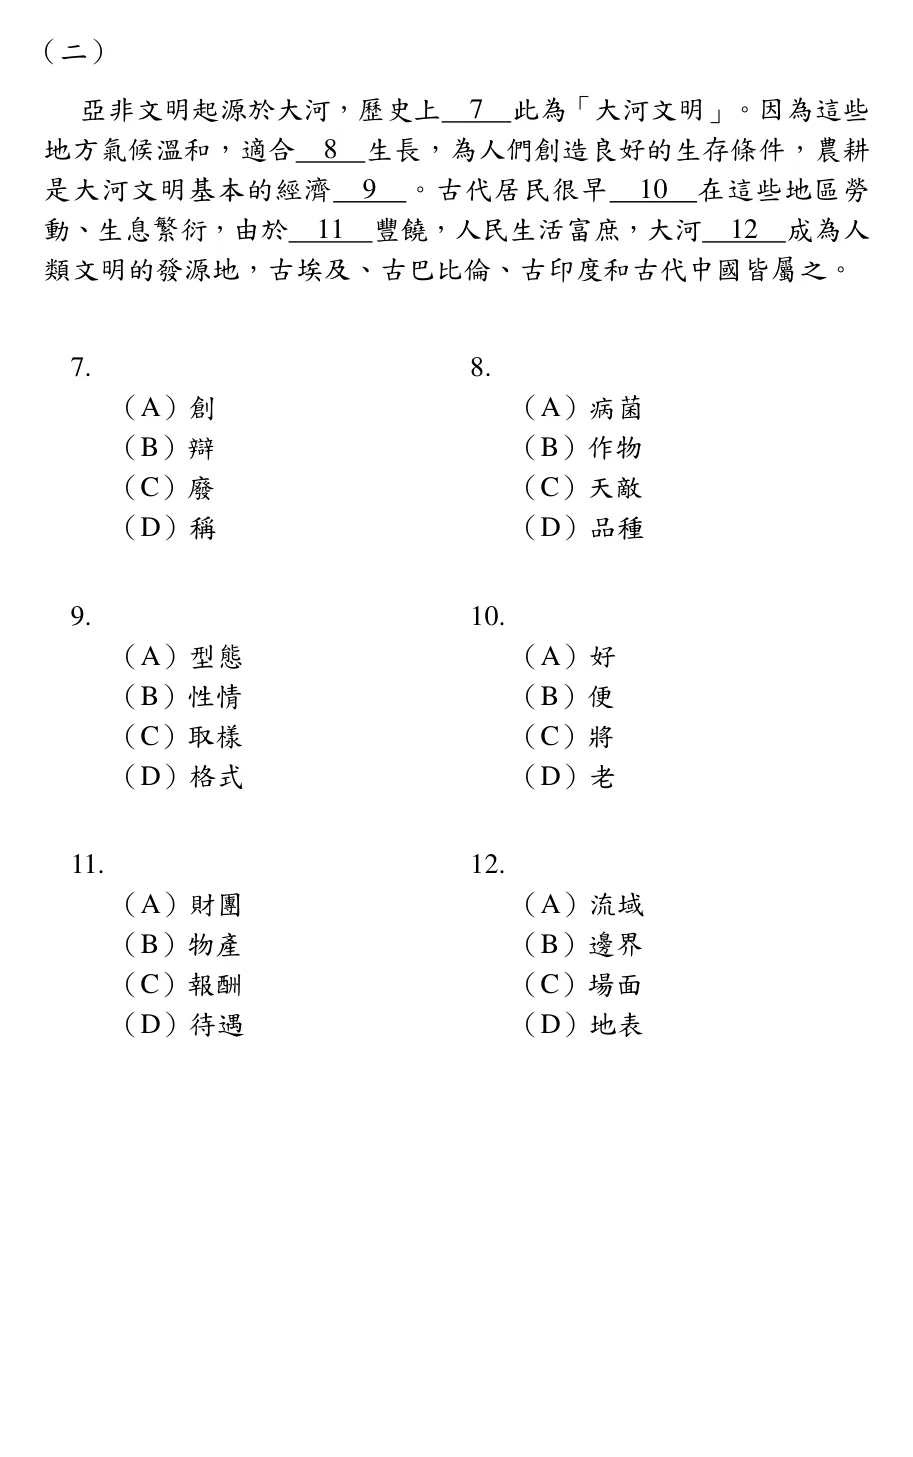 （二）
亞非文明起源於大河，歷史上 7 此為「大河文明」。因為這些
地方氣候溫和，適合 8 生長，為人們創造良好的生存條件，農耕
是大河文明基本的經濟 9 。古代居民很早 10 在這些地區勞
動、生息繁衍，由於 11 豐饒，人民生活富庶，大河 12 成為人
類文明的發源地，古埃及、古巴比倫、古印度和古代中國皆屬之。
7.
（A）創
（B）辯
（C）廢
（D）稱
8.
（A）病菌
（B）作物
（C）天敵
（D）品種
9.
（A）型態
（B）性情
（C）取樣
（D）格式
10.
（A）好
（B）便
（C）將
（D）老
11.
（A）財團
（B）物產
（C）報酬
（D）待遇
12.
（A）流域
（B）邊界
（C）場面
（D）地表